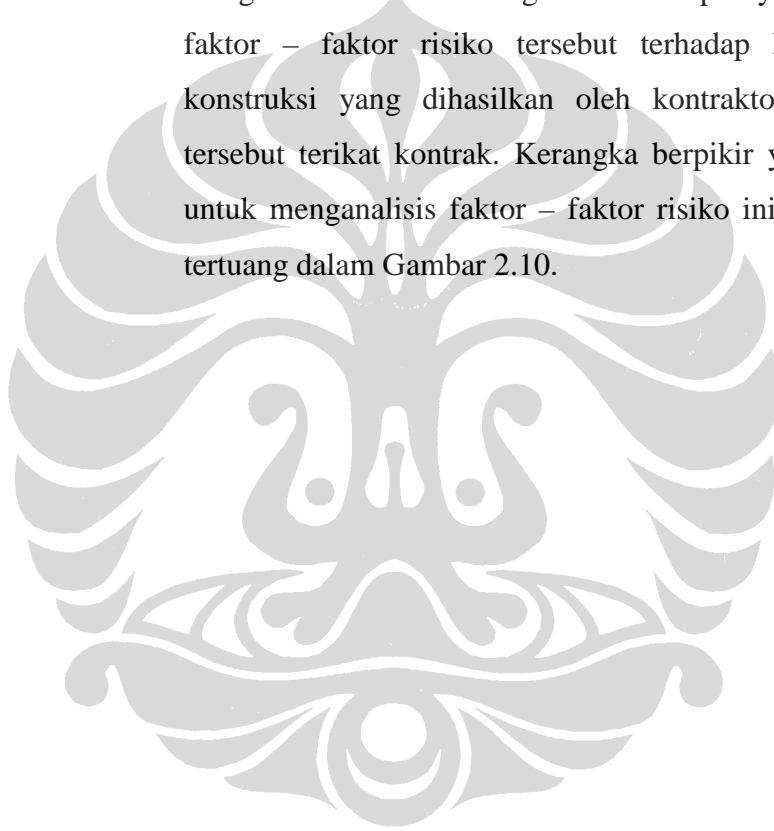 faktor – faktor risiko tersebut terhadap
konstruksi yang dihasilkan oleh
tersebut terikat kontrak. Kerangka berpikir
untuk menganalisis faktor – faktor risiko ini
tertuang dalam Gambar 2.10.